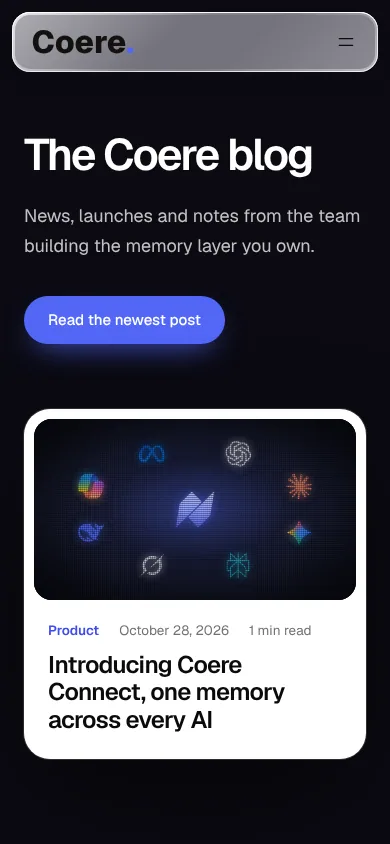 Coere.
The Coere blog
News, launches and notes from the team
building the memory layer you own.
Read the newest post
Product October 28, 2026 1 min read
Introducing Coere
Connect, one memory
across every AI